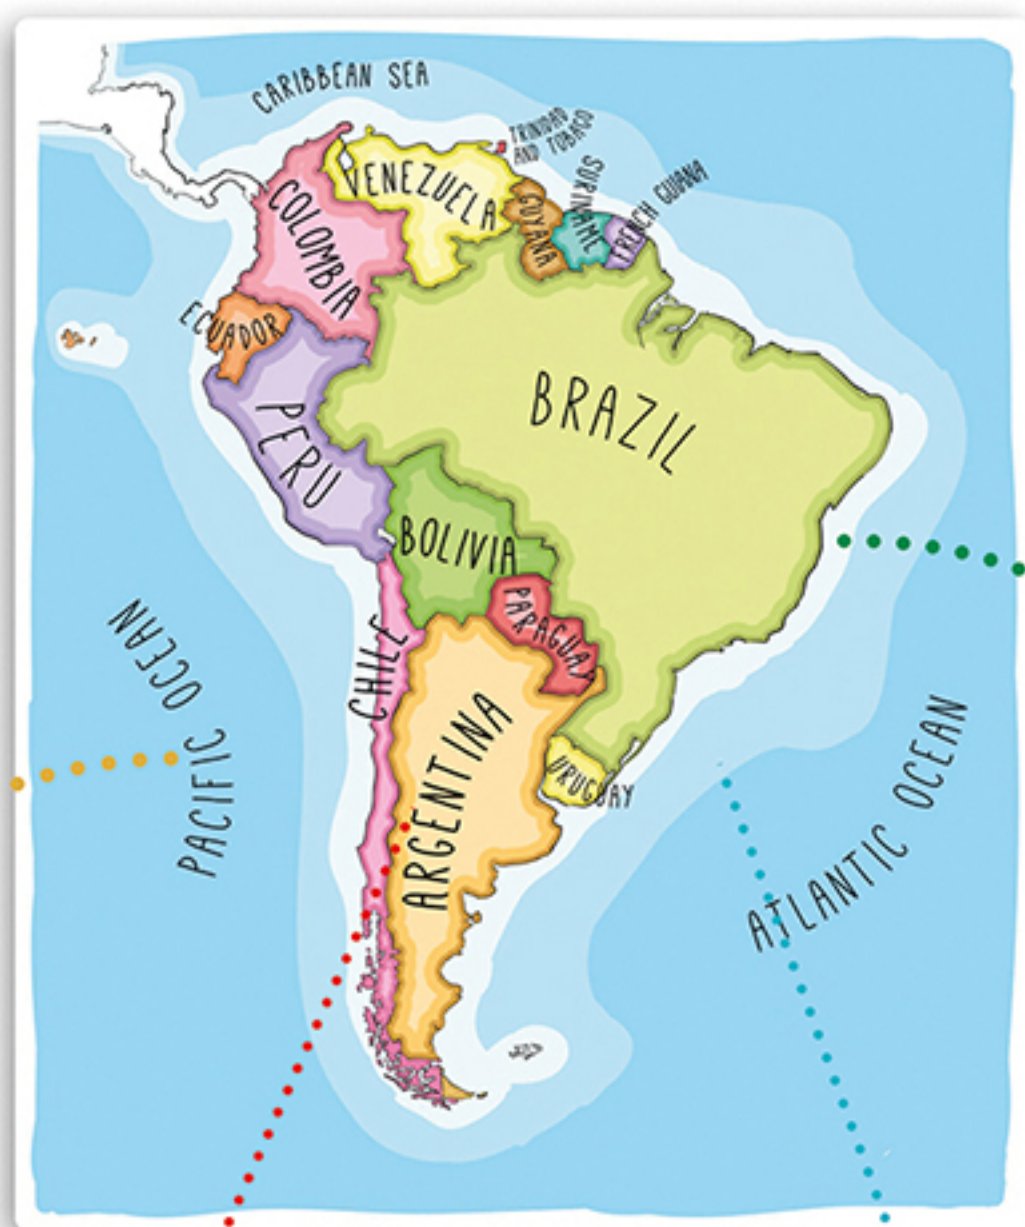 CARIBBEAN SEA
TRINIDAD
AND TOBAGO
VENEZUELA
COLOMBIA
GUYANA
SURINAME
FRENCH GUIANA
ECUADOR
PERU
BRAZIL
BOLIVIA
PARAGUAY
CHILE
ARGENTINA
URUGUAY
PACIFIC OCEAN
ATLANTIC OCEAN